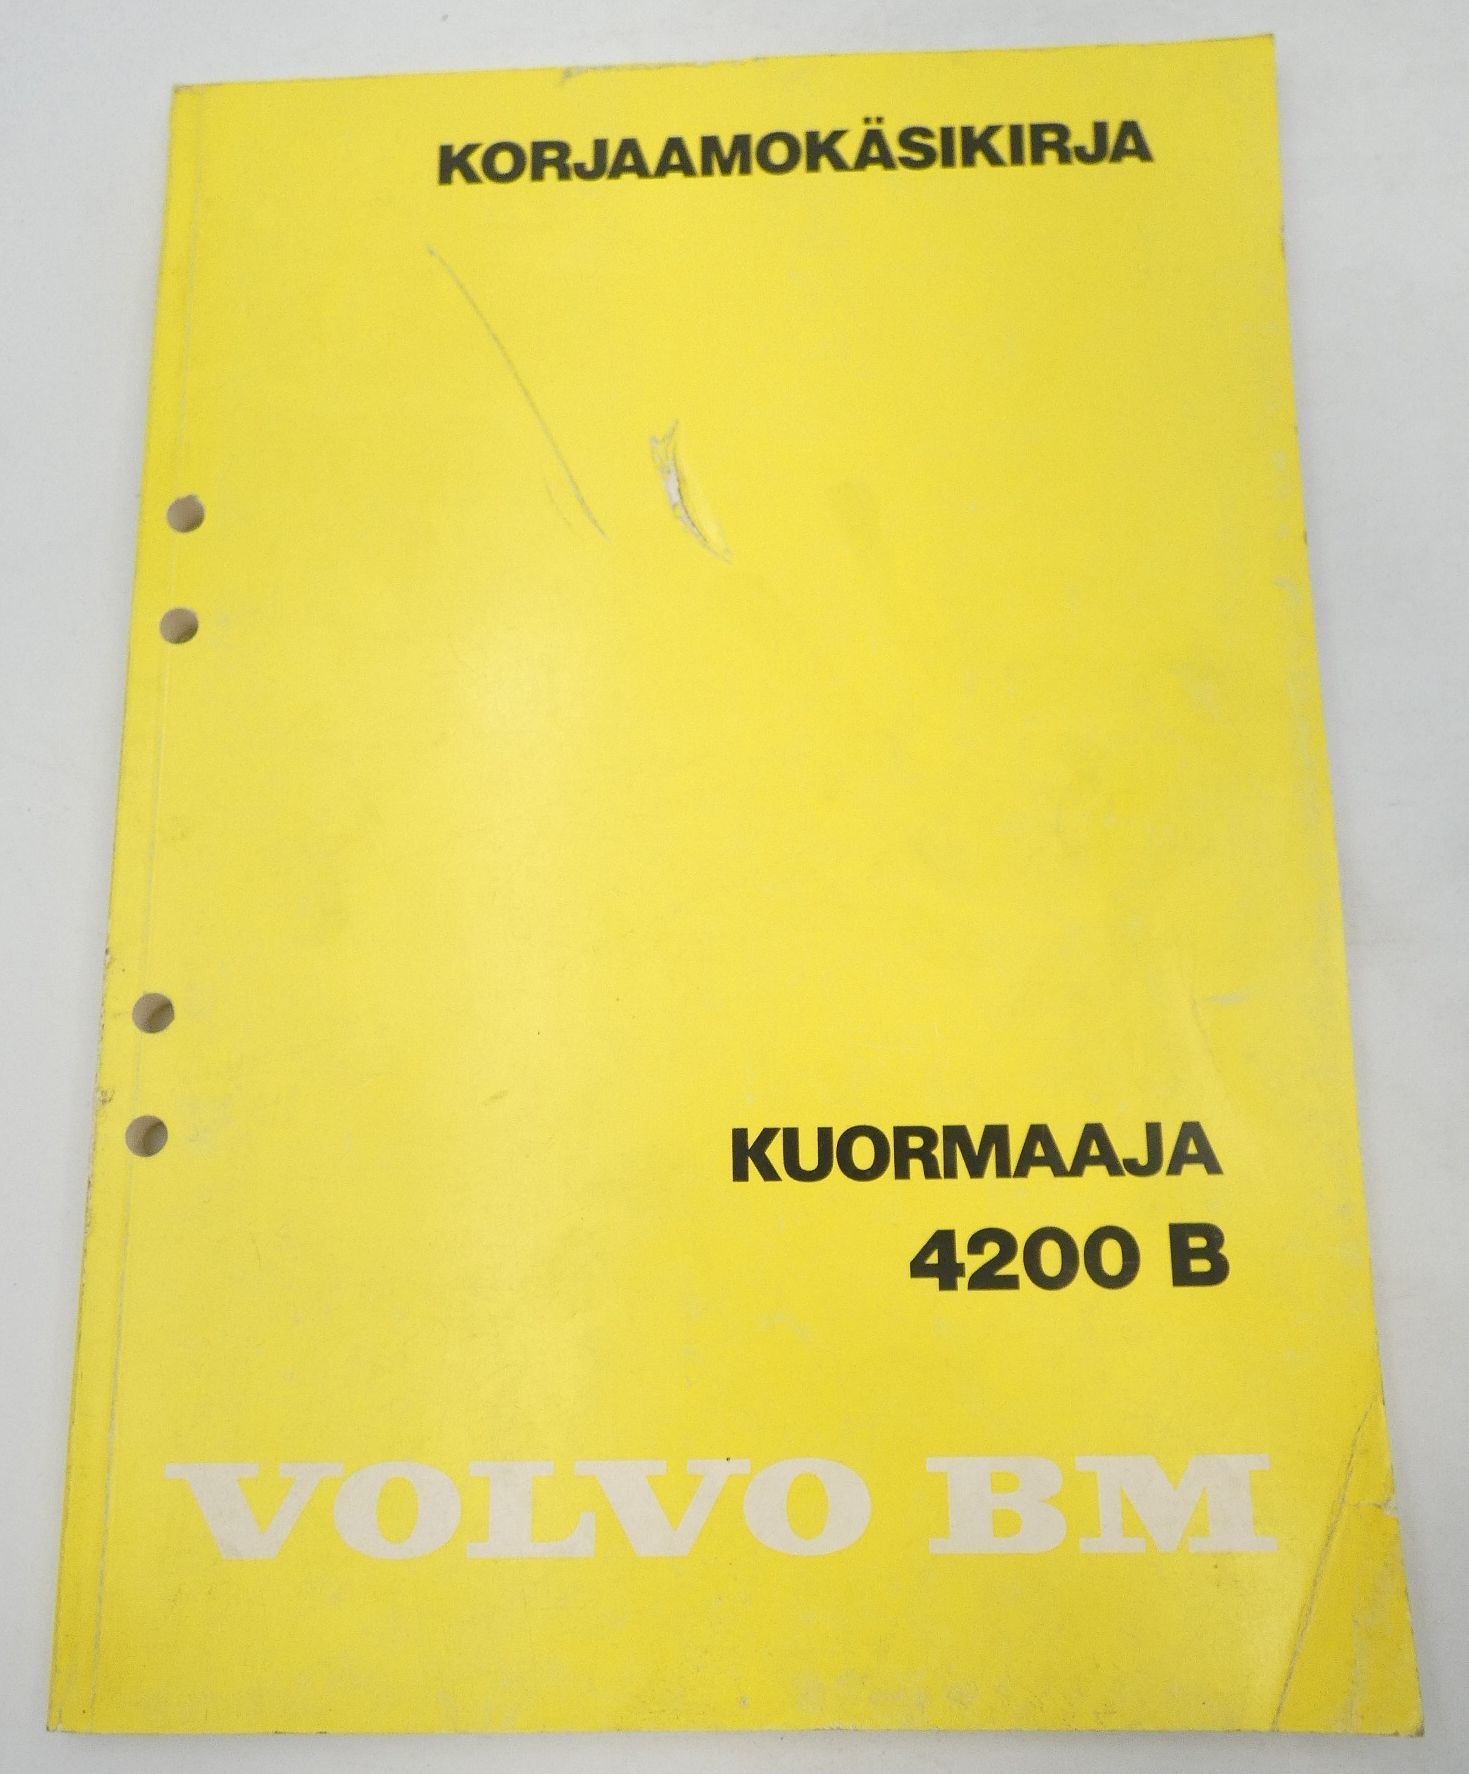 KORJAAMOKÄSIKIRJA
KUORMAAJA
4200 B
VOLVO BM